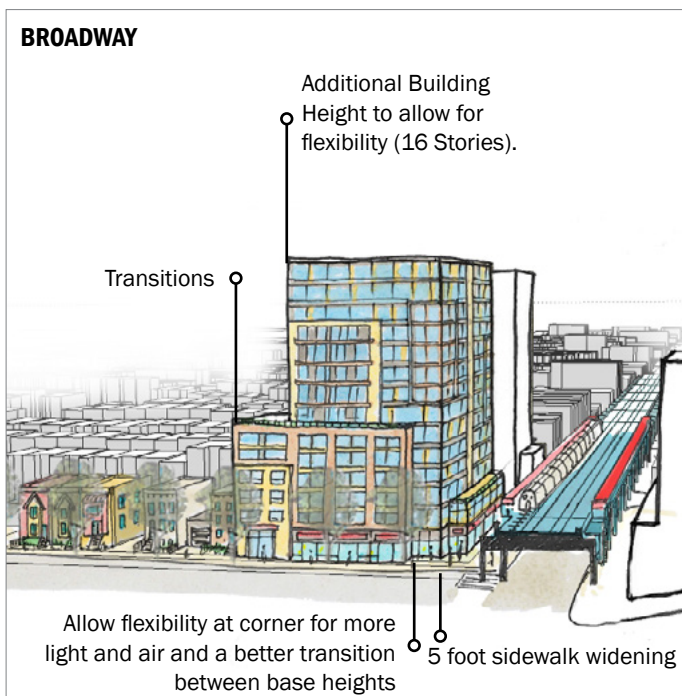 BROADWAY
Additional Building
Height to allow for
flexibility (16 Stories).
Transitions
Allow flexibility at corner for more
light and air and a better transition
between base heights
5 foot sidewalk widening